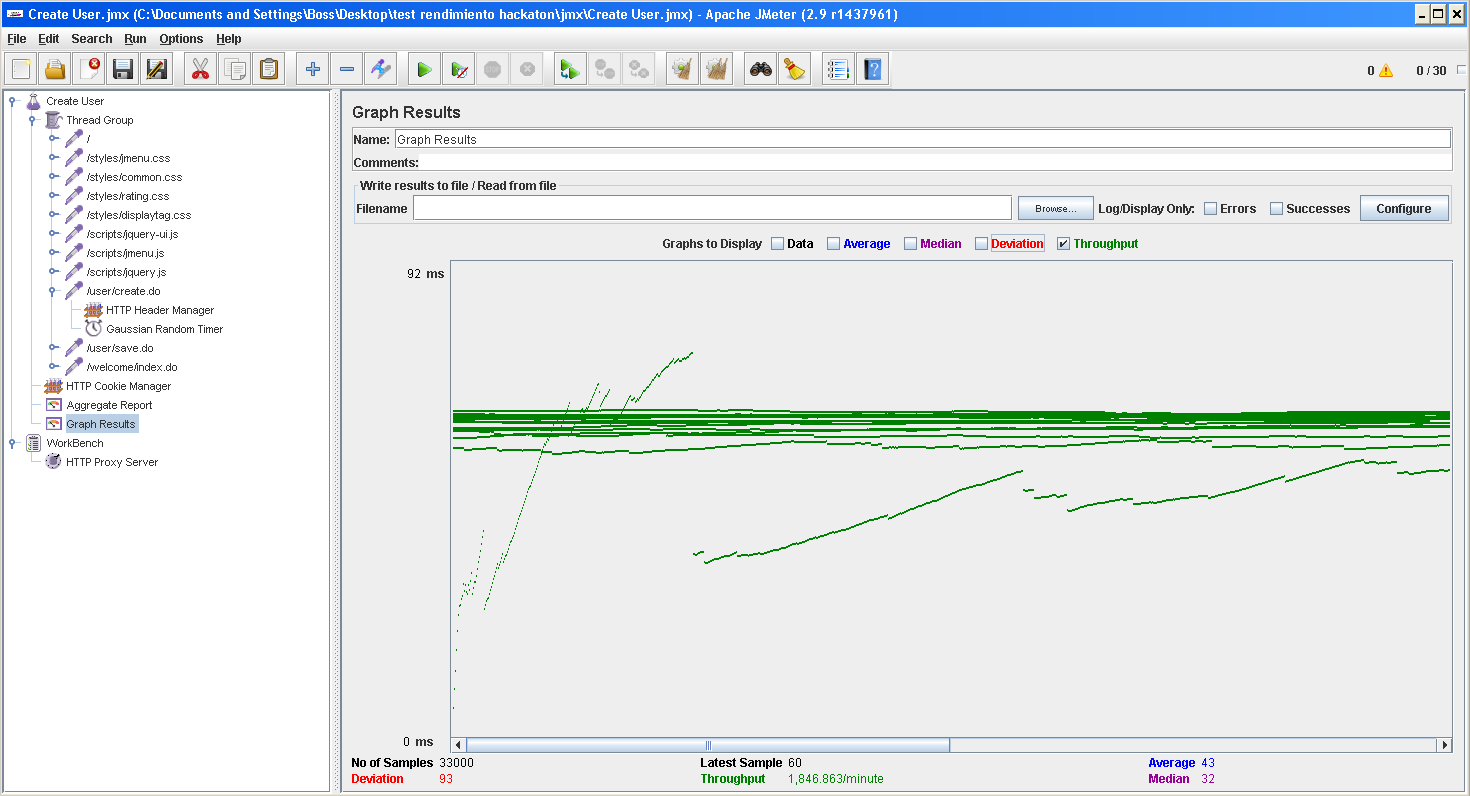 Create User.jmx (C:\Documents and Settings\Boss\Desktop\test rendimiento hackaton\jmx\Create User.jmx) - Apache JMeter (2.9 r1437961)
File Edit Search Run Options Help
0 0 / 30
Create User
Thread Group
/
/styles/jmenu.css
/styles/common.css
/styles/rating.css
/styles/displaytag.css
/scripts/jquery-ui.js
/scripts/jmenu.js
/scripts/jquery.js
/user/create.do
HTTP Header Manager
Gaussian Random Timer
/user/save.do
/welcome/index.do
HTTP Cookie Manager
Aggregate Report
Graph Results
WorkBench
HTTP Proxy Server
Graph Results
Name: Graph Results
Comments:
Write results to file / Read from file
Filename Browse... Log/Display Only: Errors Successes Configure
Graphs to Display Data Average Median Deviation Throughput
92 ms
0 ms
No of Samples 33000 Latest Sample 60 Average 43
Deviation 93 Throughput 1,846.863/minute Median 32